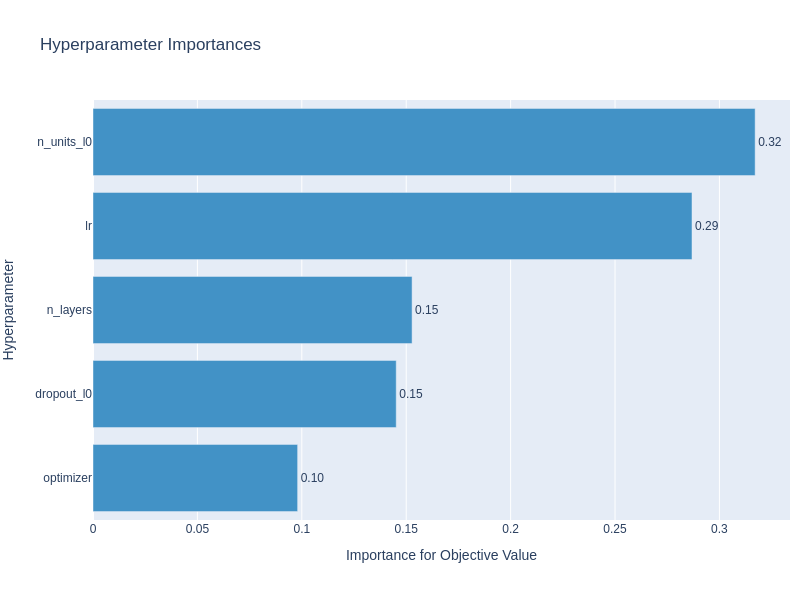 Hyperparameter Importances
n_units_l0
0.32
lr
0.29
n_layers
0.15
dropout_l0
0.15
optimizer
0.10
0
0.05
0.1
0.15
0.2
0.25
0.3
Importance for Objective Value
Hyperparameter